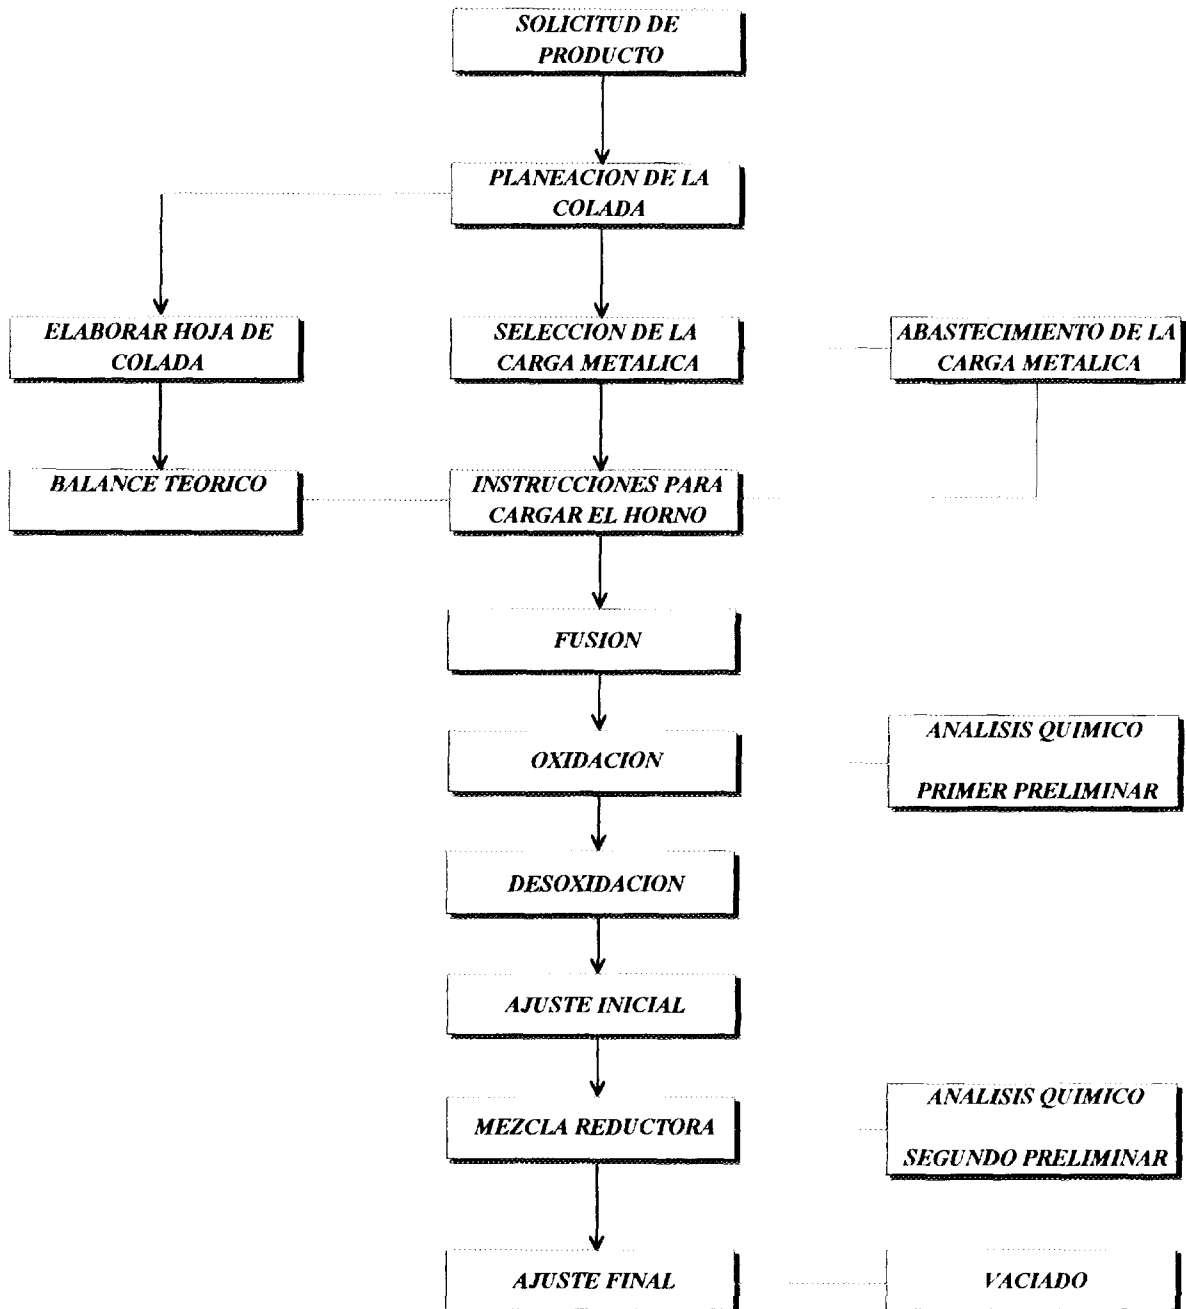 SOLICITUD DE
PRODUCTO
PLANEACION DE LA
COLADA
ELABORAR HOJA DE
COLADA
SELECCION DE LA
CARGA METALICA
ABASTECIMIENTO DE LA
CARGA METALICA
BALANCE TEORICO
INSTRUCCIONES PARA
CARGAR EL HORNO
FUSION
OXIDACION
ANALISIS QUIMICO
PRIMER PRELIMINAR
DESOXIDACION
AJUSTE INICIAL
MEZCLA REDUCTORA
ANALISIS QUIMICO
SEGUNDO PRELIMINAR
AJUSTE FINAL
VACIADO